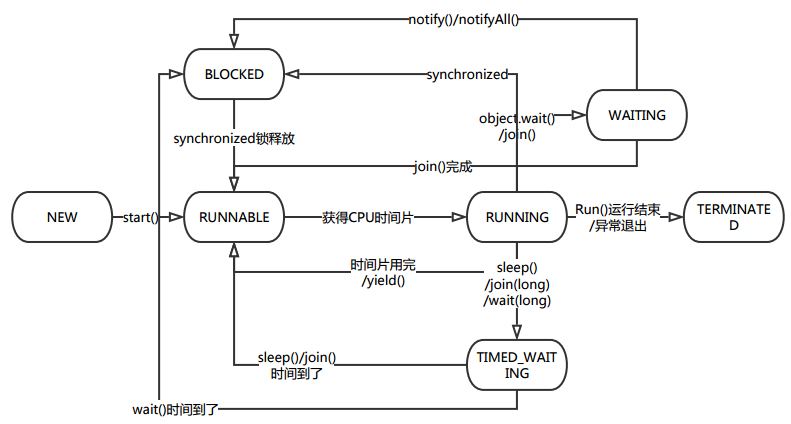 notify()/notifyAll()
BLOCKED
synchronized
object.wait()
/join()
WAITING
synchronized锁释放
join()完成
NEW
start()
RUNNABLE
获得CPU时间片
RUNNING
Run()运行结束
/异常退出
TERMINATE
D
时间片用完
/yield()
sleep()
/join(long)
/wait(long)
sleep()/join()
时间到了
TIMED_WAIT
ING
wait()时间到了